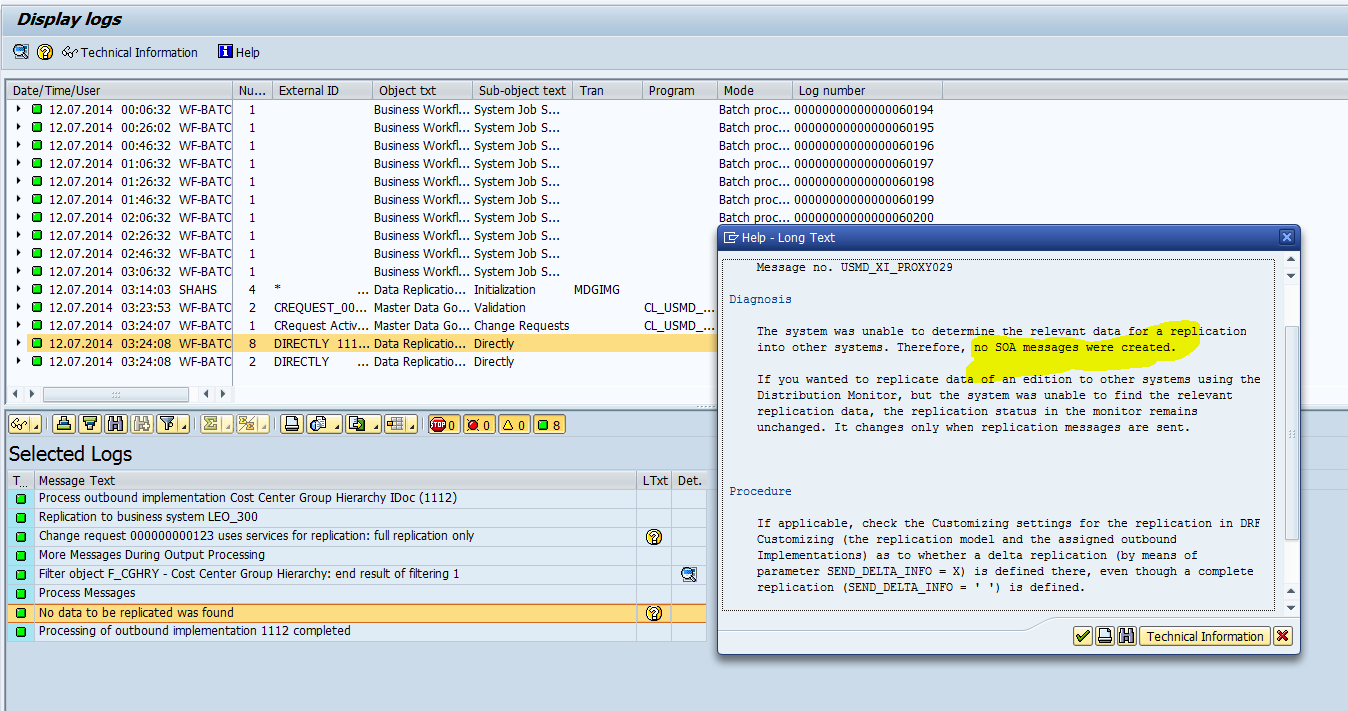 Display logs
Technical Information Help
Date/Time/User Nu... External ID Object txt Sub-object text Tran Program Mode Log number
12.07.2014 00:06:32 WF-BATC 1 Business Workfl... System Job S... Batch proc... 00000000000000060194
12.07.2014 00:26:02 WF-BATC 1 Business Workfl... System Job S... Batch proc... 00000000000000060195
12.07.2014 00:46:32 WF-BATC 1 Business Workfl... System Job S... Batch proc... 00000000000000060196
12.07.2014 01:06:32 WF-BATC 1 Business Workfl... System Job S... Batch proc... 00000000000000060197
12.07.2014 01:26:32 WF-BATC 1 Business Workfl... System Job S... Batch proc... 00000000000000060198
12.07.2014 01:46:32 WF-BATC 1 Business Workfl... System Job S... Batch proc... 00000000000000060199
12.07.2014 02:06:32 WF-BATC 1 Business Workfl... System Job S... Batch proc... 00000000000000060200
12.07.2014 02:26:32 WF-BATC 1 Business Workfl... System Job S...
12.07.2014 02:46:32 WF-BATC 1 Business Workfl... System Job S...
12.07.2014 03:06:32 WF-BATC 1 Business Workfl... System Job S...
12.07.2014 03:14:03 SHAHS 4 * ... Data Replicatio... Initialization MDGIMG
12.07.2014 03:23:53 WF-BATC 2 CREQUEST_00... Master Data Go... Validation CL_USMD_...
12.07.2014 03:24:07 WF-BATC 1 CRequest Activ... Master Data Go... Change Requests CL_USMD_...
12.07.2014 03:24:08 WF-BATC 8 DIRECTLY 111... Data Replicatio... Directly
12.07.2014 03:24:08 WF-BATC 2 DIRECTLY ... Data Replicatio... Directly
STOP 0 0 0 8
Selected Logs
T... Message Text LTxt Det.
Process outbound implementation Cost Center Group Hierarchy IDoc (1112)
Replication to business system LEO_300
Change request 000000000123 uses services for replication: full replication only
More Messages During Output Processing
Filter object F_CGHRY - Cost Center Group Hierarchy: end result of filtering 1
Process Messages
No data to be replicated was found
Processing of outbound implementation 1112 completed
Help - Long Text
Message no. USMD_XI_PROXY029
Diagnosis
The system was unable to determine the relevant data for a replication
into other systems. Therefore, no SOA messages were created.
If you wanted to replicate data of an edition to other systems using the
Distribution Monitor, but the system was unable to find the relevant
replication data, the replication status in the monitor remains
unchanged. It changes only when replication messages are sent.
Procedure
If applicable, check the Customizing settings for the replication in DRF
Customizing (the replication model and the assigned outbound
Implementations) as to whether a delta replication (by means of
parameter SEND_DELTA_INFO = X) is defined there, even though a complete
replication (SEND_DELTA_INFO = ' ') is defined.
Technical Information